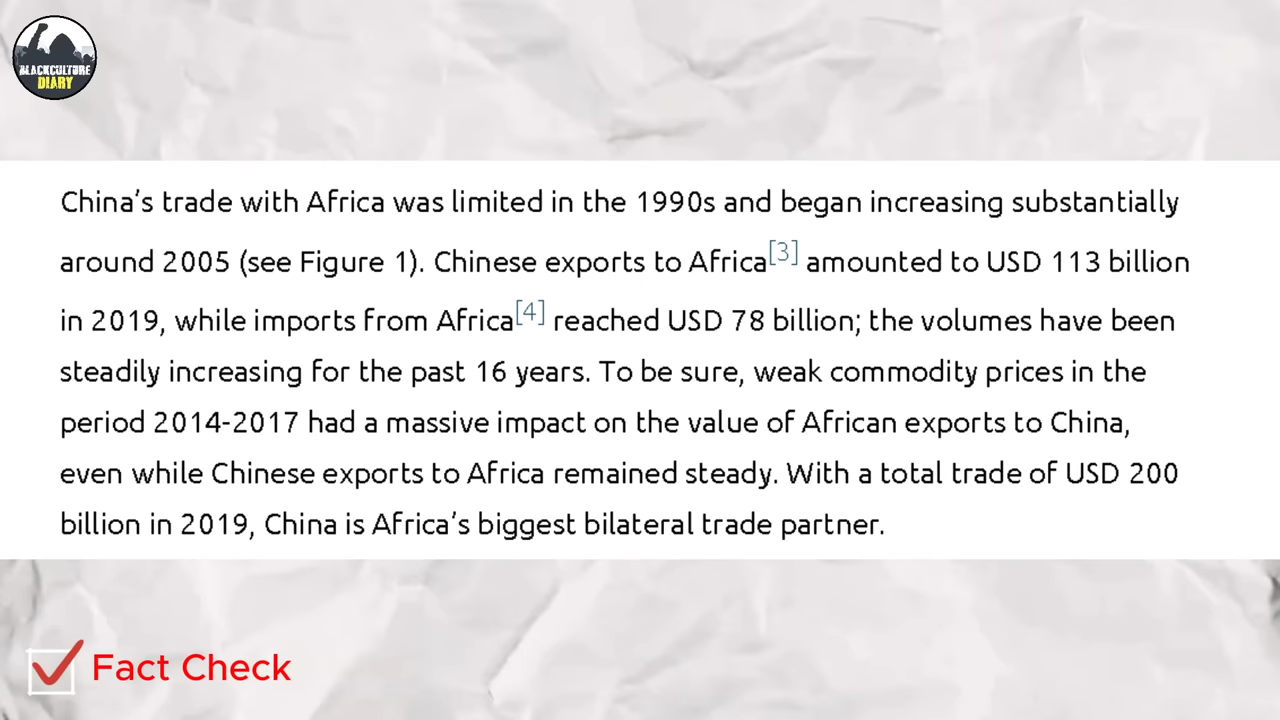 BLACKCULTURE
DIARY
China's trade with Africa was limited in the 1990s and began increasing substantially
around 2005 (see Figure 1). Chinese exports to Africa[3] amounted to USD 113 billion
in 2019, while imports from Africa[4] reached USD 78 billion; the volumes have been
steadily increasing for the past 16 years. To be sure, weak commodity prices in the
period 2014-2017 had a massive impact on the value of African exports to China,
even while Chinese exports to Africa remained steady. With a total trade of USD 200
billion in 2019, China is Africa's biggest bilateral trade partner.
Fact Check